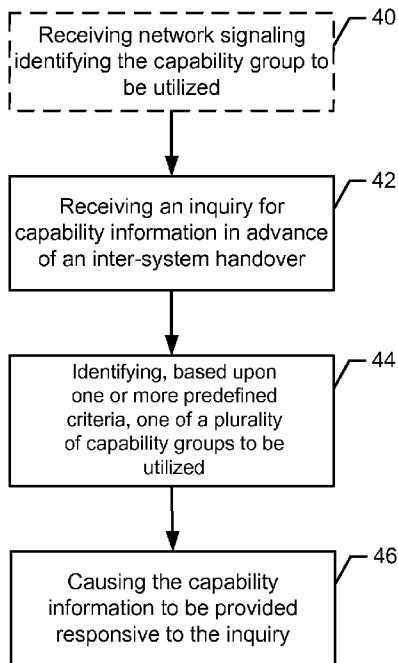 40
Receiving network signaling
identifying the capability group to
be utilized
42
Receiving an inquiry for
capability information in advance
of an inter-system handover
44
Identifying, based upon
one or more predefined
criteria, one of a plurality
of capability groups to be
utilized
46
Causing the capability
information to be provided
responsive to the inquiry